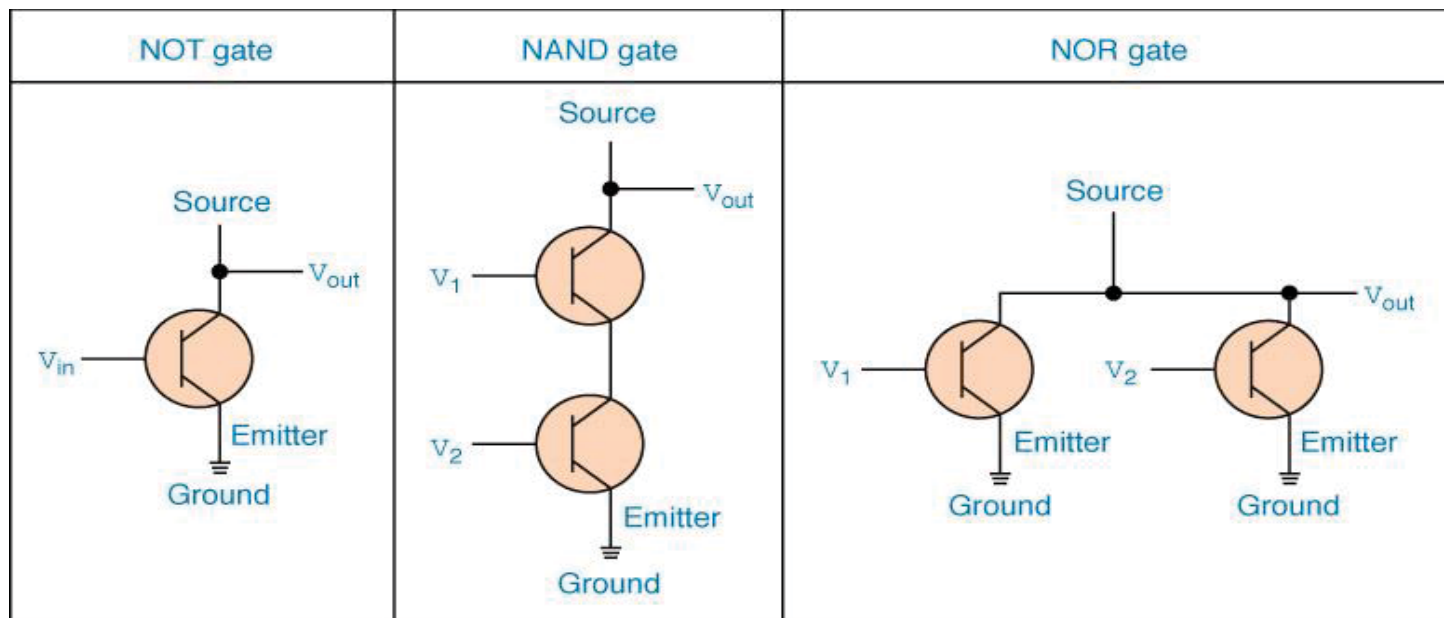 NOT gate
NAND gate
NOR gate
Source
Vout
Vin
Emitter
Ground
Source
Vout
V1
V2
Emitter
Ground
Source
Vout
V1
V2
Emitter
Emitter
Ground
Ground